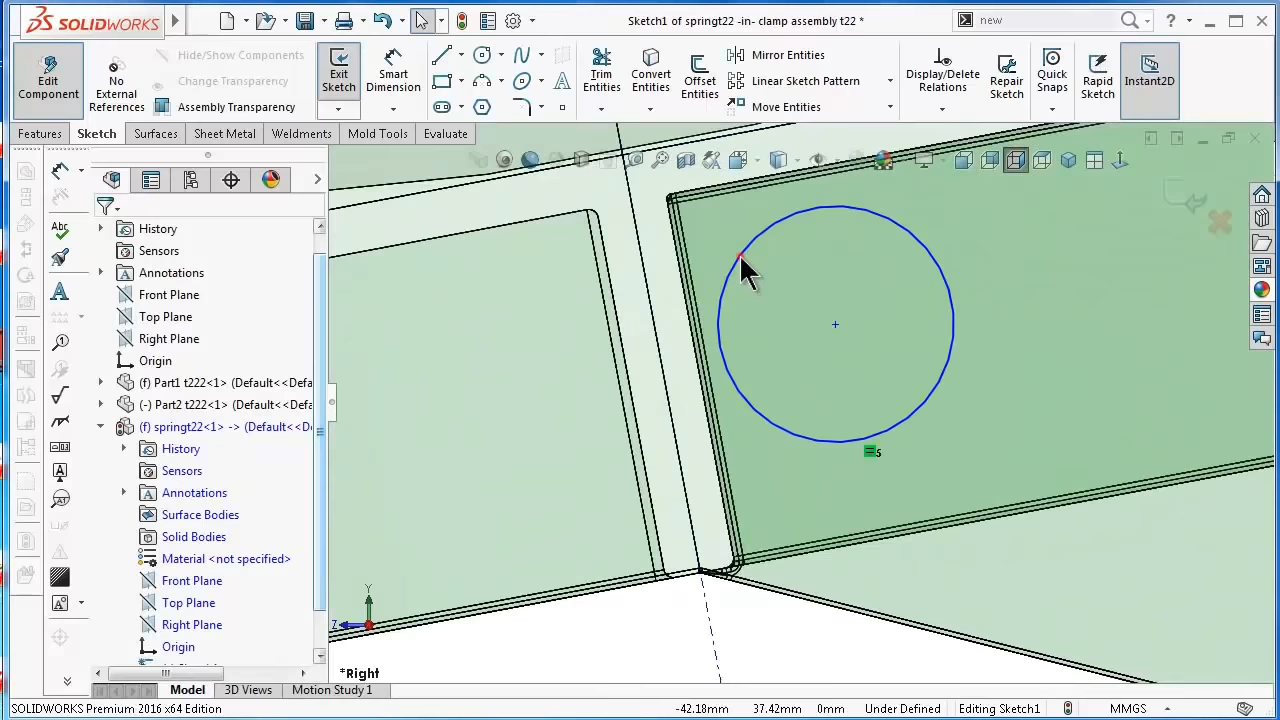 SOLIDWORKS
Sketch1 of springt22 -in- clamp assembly t22 *
new
Edit Component
No External References
Hide/Show Components
Change Transparency
Assembly Transparency
Exit Sketch
Smart Dimension
Trim Entities
Convert Entities
Offset Entities
Mirror Entities
Linear Sketch Pattern
Move Entities
Display/Delete Relations
Repair Sketch
Quick Snaps
Rapid Sketch
Instant2D
Features
Sketch
Surfaces
Sheet Metal
Weldments
Mold Tools
Evaluate
History
Sensors
Annotations
Front Plane
Top Plane
Right Plane
Origin
(f) Part1 t222<1> (Default<<Defa
(-) Part2 t222<1> (Default<<Defa
(f) springt22<1> -> (Default<<D
History
Sensors
Annotations
Surface Bodies
Solid Bodies
Material <not specified>
Front Plane
Top Plane
Right Plane
Origin
5
Y
Z
*Right
Model
3D Views
Motion Study 1
SOLIDWORKS Premium 2016 x64 Edition
-42.18mm
37.42mm
0mm
Under Defined
Editing Sketch1
MMGS